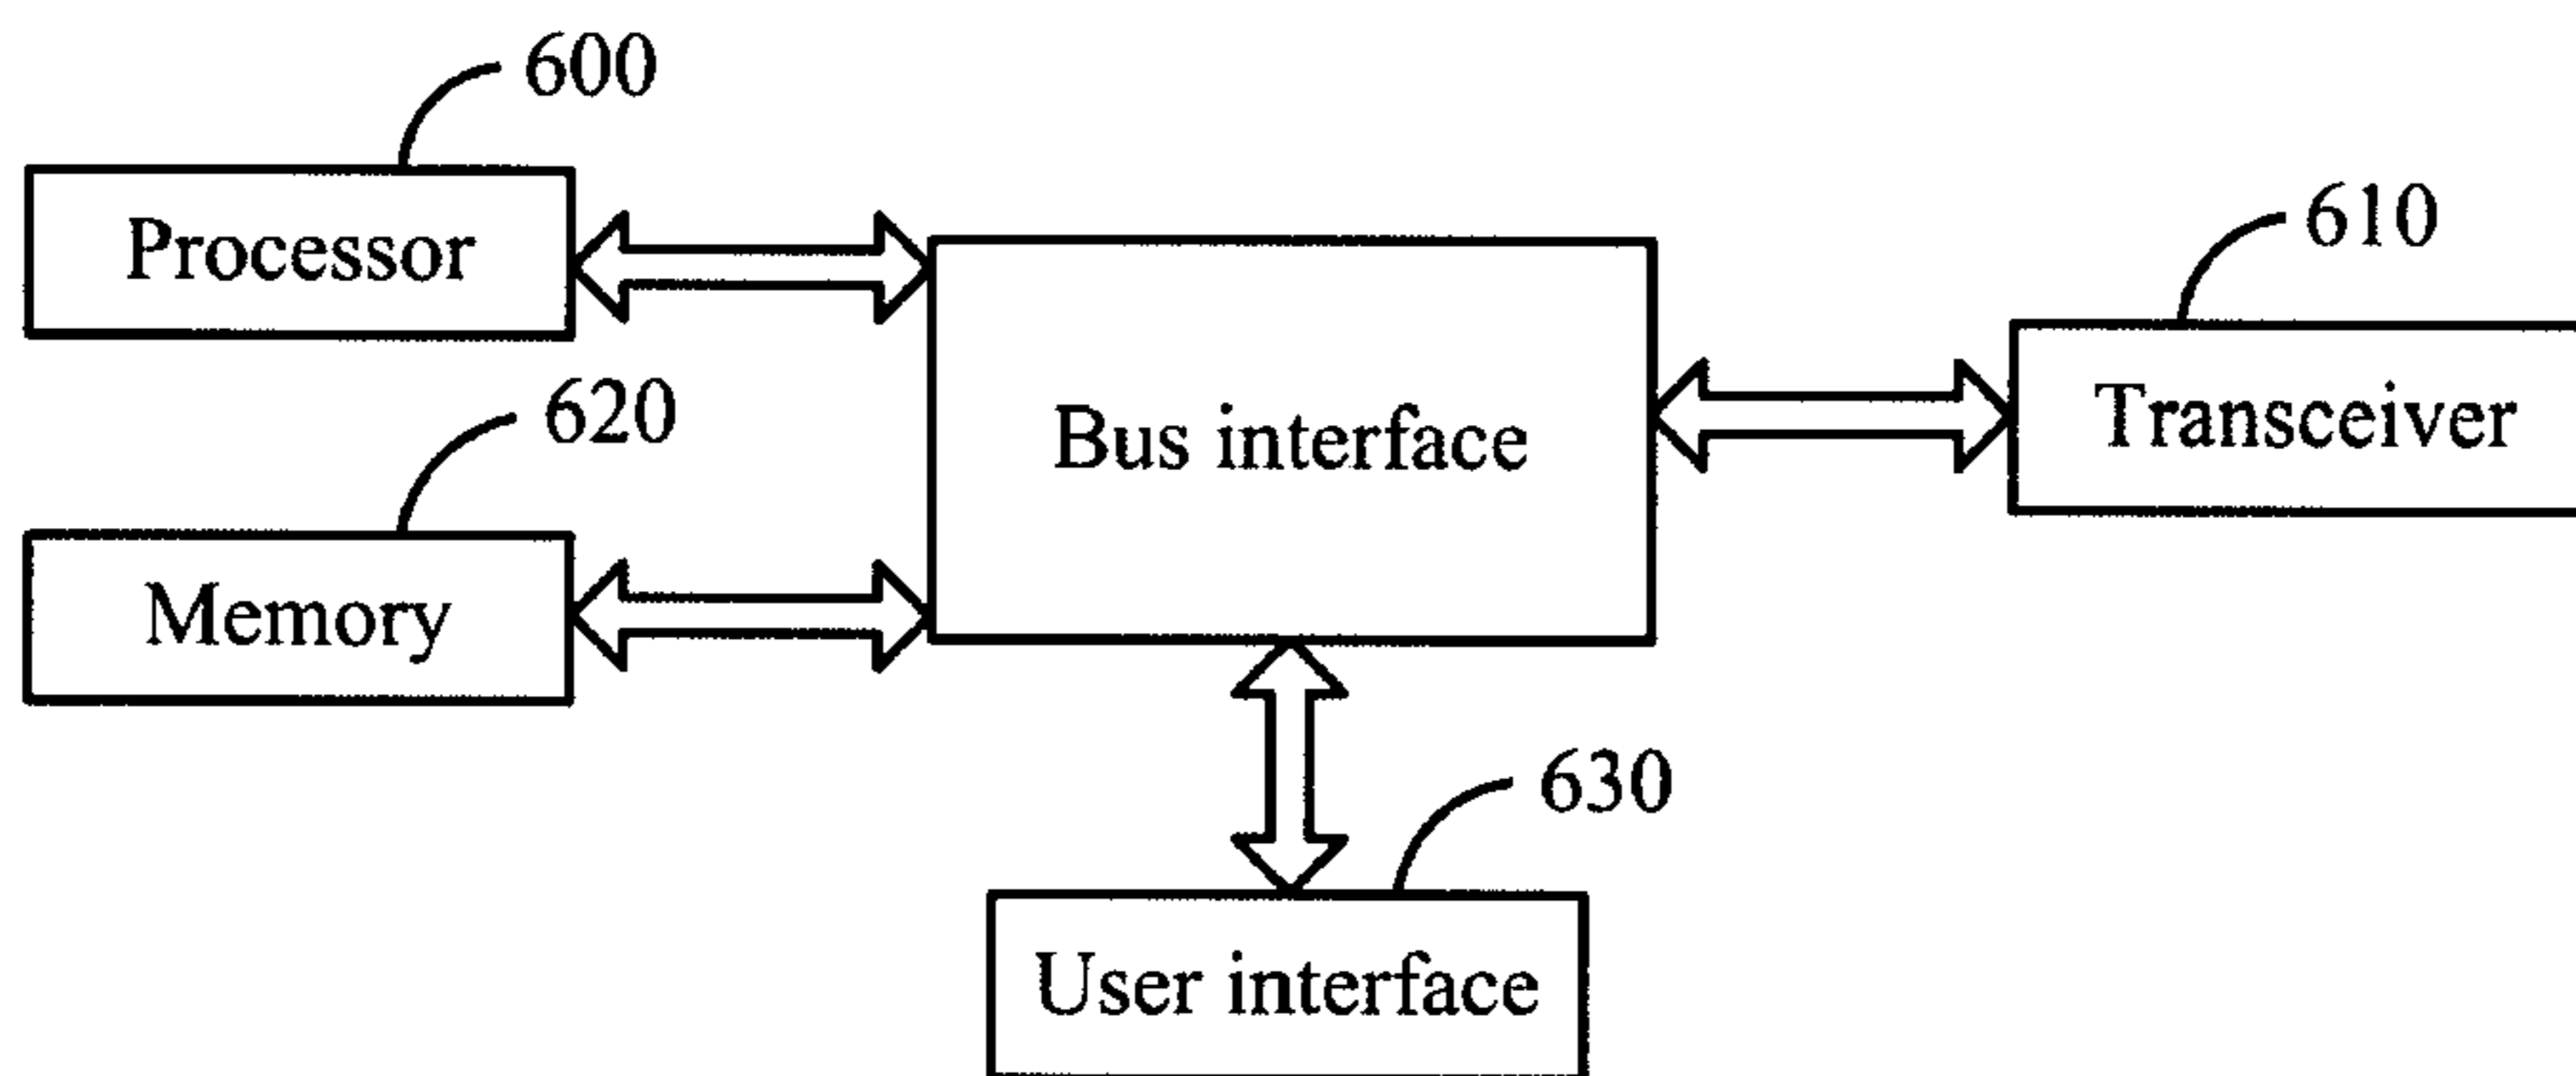 600
Processor
610
620
Bus interface
Transceiver
Memory
630
User interface